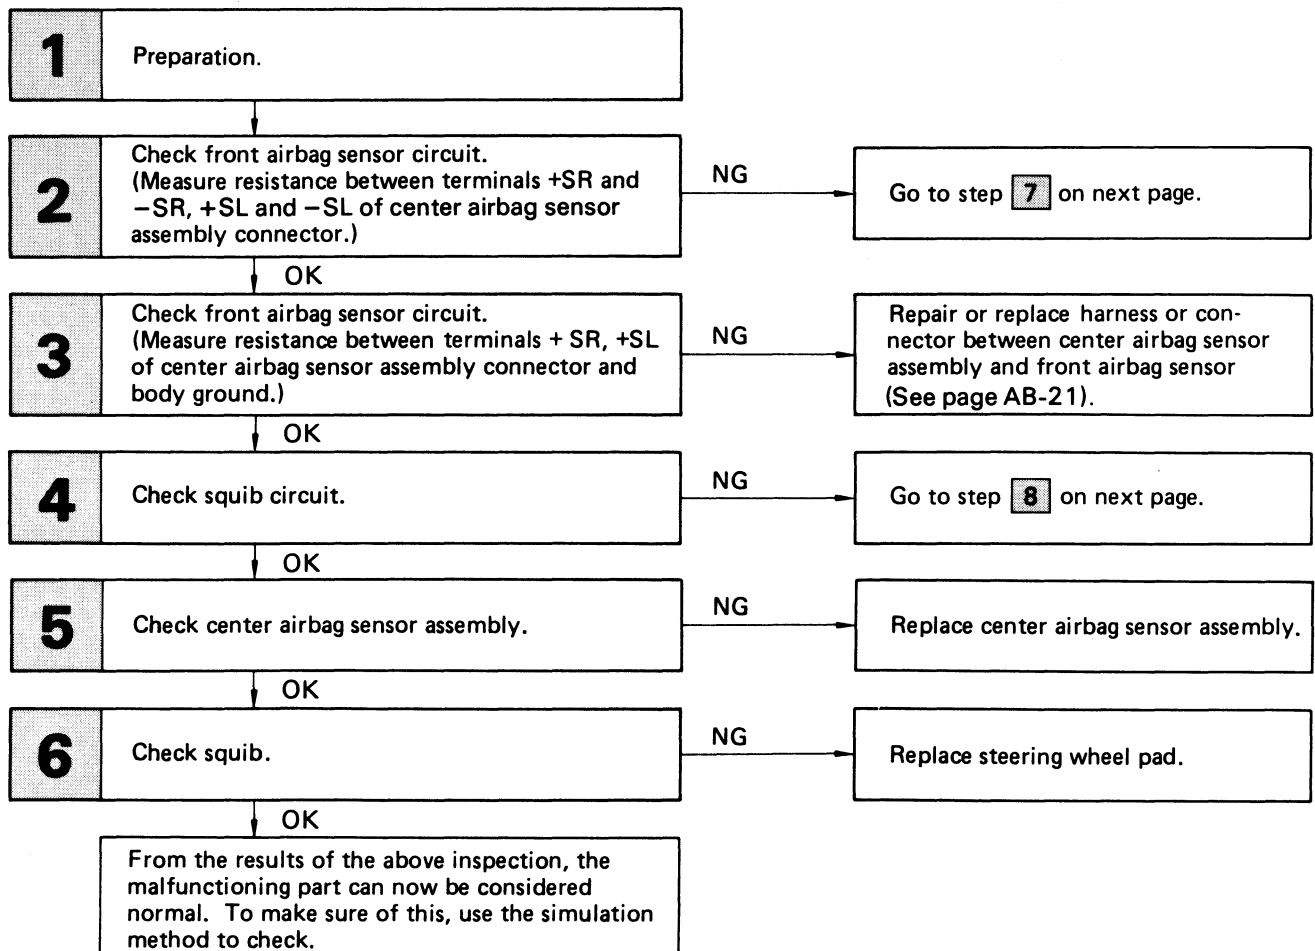 1
Preparation.
2
Check front airbag sensor circuit.
(Measure resistance between terminals +SR and
−SR, +SL and −SL of center airbag sensor
assembly connector.)
NG
Go to step 7 on next page.
OK
3
Check front airbag sensor circuit.
(Measure resistance between terminals + SR, +SL
of center airbag sensor assembly connector and
body ground.)
NG
Repair or replace harness or con-
nector between center airbag sensor
assembly and front airbag sensor
(See page AB-21).
OK
4
Check squib circuit.
NG
Go to step 8 on next page.
OK
5
Check center airbag sensor assembly.
NG
Replace center airbag sensor assembly.
OK
6
Check squib.
NG
Replace steering wheel pad.
OK
From the results of the above inspection, the
malfunctioning part can now be considered
normal. To make sure of this, use the simulation
method to check.